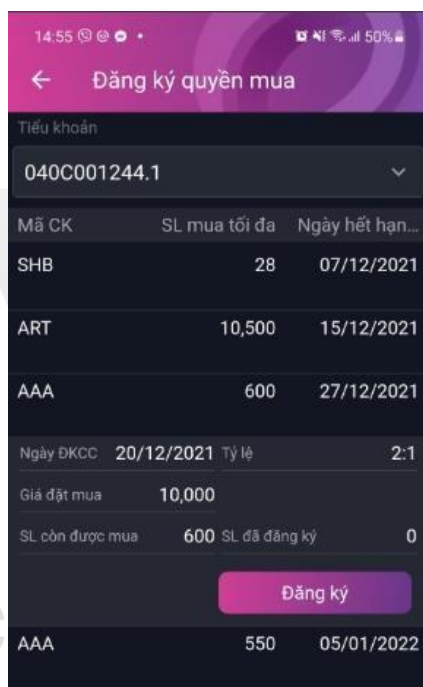 14:55 50%
Đăng ký quyền mua
Tiểu khoản
040C001244.1
Mã CK SL mua tối đa Ngày hết hạn...
SHB 28 07/12/2021
ART 10,500 15/12/2021
AAA 600 27/12/2021
Ngày ĐKCC 20/12/2021 Tỷ lệ 2:1
Giá đặt mua 10,000
SL còn được mua 600 SL đã đăng ký 0
Đăng ký
AAA 550 05/01/2022